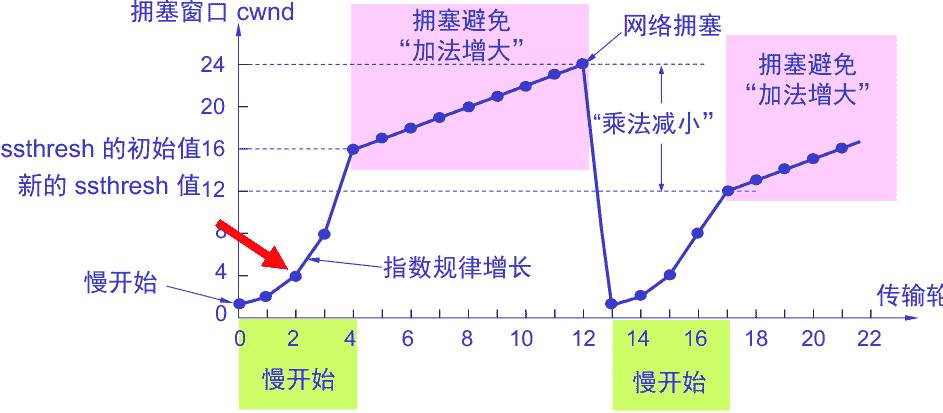 拥塞窗口 cwnd
拥塞避免
“加法增大”
网络拥塞
拥塞避免
“加法增大”
24
20
“乘法减小”
ssthresh 的初始值 16
新的 ssthresh 值 12
8
4
指数规律增长
慢开始
0
传输轮
0 2 4 6 8 10 12 14 16 18 20 22
慢开始
慢开始